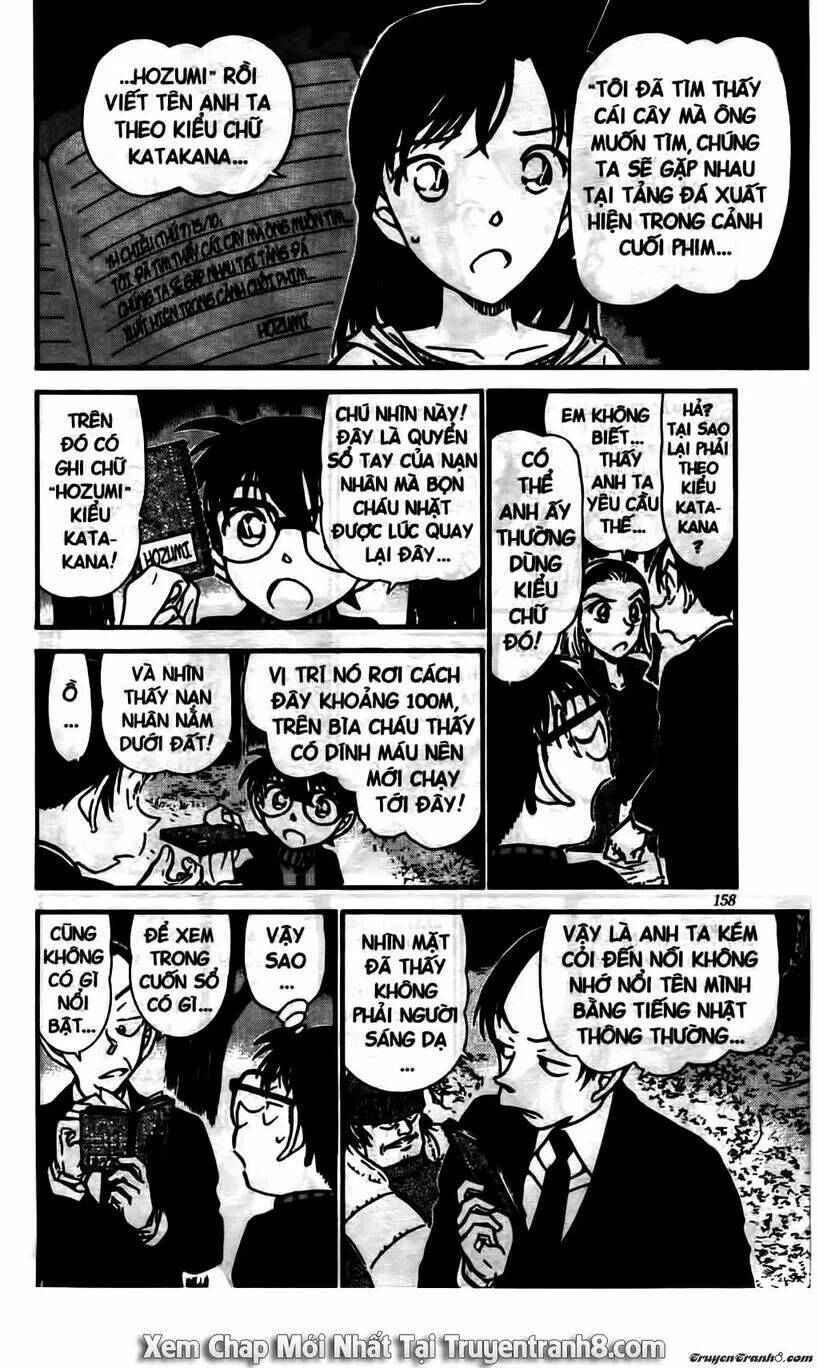 "TÔI ĐÃ TÌM THẤY
CÁI CÂY MÀ ÔNG
MUỐN TÌM, CHÚNG
TA SẼ GẶP NHAU
TẠI TẢNG ĐÁ XUẤT
HIỆN TRONG CẢNH
CUỐI PHIM...
...HOZUMI" RỒI
VIẾT TÊN ANH TA
THEO KIỂU CHỮ
KATAKANA...
TÔI ĐÃ TÌM THẤY CÁI CÂY MÀ ÔNG MUỐN TÌM...
CHÚNG TA SẼ GẶP NHAU TẠI TẢNG ĐÁ
XUẤT HIỆN TRONG CẢNH CUỐI PHIM...
HOZUMI
HẢ?
TẠI SAO
LẠI PHẢI
THEO
KIỂU
KATA-
KANA
?
EM KHÔNG
BIẾT...
THẤY
ANH TA
YÊU CẦU
THẾ...
CÓ
THỂ
ANH ẤY
THƯỜNG
DÙNG
KIỂU
CHỮ
ĐÓ!
CHÚ NHÌN NÀY!
ĐÂY LÀ QUYỂN
SỔ TAY CỦA NẠN
NHÂN MÀ BỌN
CHÁU NHẶT
ĐƯỢC LÚC QUAY
LẠI ĐÂY...
TRÊN
ĐÓ CÓ
GHI CHỮ
"HOZUMI"
KIỂU
KATA-
KANA!
HOZUMI
VỊ TRÍ NÓ RƠI CÁCH
ĐÂY KHOẢNG 100M,
TRÊN BÌA CHÁU THẤY
CÓ DÍNH MÁU NÊN
MỚI CHẠY
TỚI ĐÂY!
VÀ NHÌN
THẤY NẠN
NHÂN NẰM
DƯỚI ĐẤT!
Ồ
...
158
VẬY LÀ ANH TA KÉM
CỎI ĐẾN NỖI KHÔNG
NHỚ NỔI TÊN MÌNH
BẰNG TIẾNG NHẬT
THÔNG THƯỜNG...
NHÌN MẶT
ĐÃ THẤY
KHÔNG
PHẢI NGƯỜI
SÁNG DẠ
...
VẬY
SAO
...
ĐỂ XEM
TRONG
CUỐN SỔ
CÓ GÌ...
CŨNG
KHÔNG
CÓ GÌ
NỔI
BẬT...
Xem Chap Mới Nhất Tại Truyentranh8.com
TruyenTranh8.com